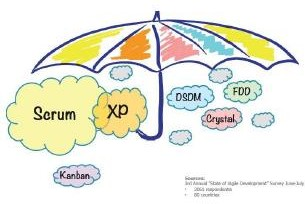 Scrum
XP
DSDM
FDD
Crystal
Kanban
Sources:
3rd Annual "State of Agile Development" Survey June-July
• 3061 respondents
• 80 countries